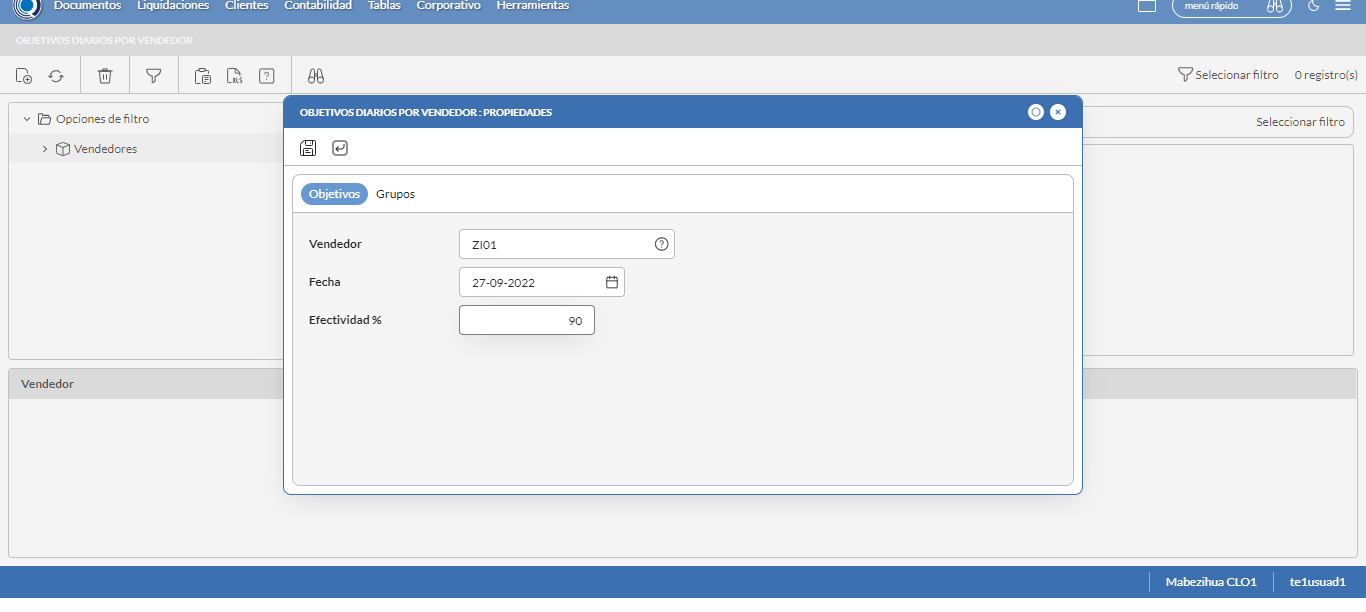 Documentos Liquidaciones Clientes Contabilidad Tablas Corporativo Herramientas menú rápido
OBJETIVOS DIARIOS POR VENDEDOR
XLS ? Selecionar filtro 0 registro(s)
Opciones de filtro
Vendedores
Seleccionar filtro
OBJETIVOS DIARIOS POR VENDEDOR : PROPIEDADES
Objetivos Grupos
Vendedor ZI01 ?
Fecha 27-09-2022
Efectividad % 90
Vendedor
Mabezihua CLO1 te1usuad1